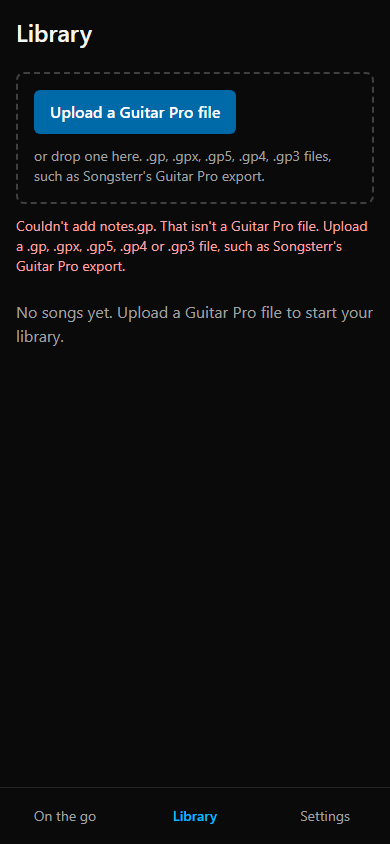 Library
Upload a Guitar Pro file
or drop one here. .gp, .gpx, .gp5, .gp4, .gp3 files,
such as Songsterr's Guitar Pro export.
Couldn't add notes.gp. That isn't a Guitar Pro file. Upload
a .gp, .gpx, .gp5, .gp4 or .gp3 file, such as Songsterr's
Guitar Pro export.
No songs yet. Upload a Guitar Pro file to start your
library.
On the go
Library
Settings